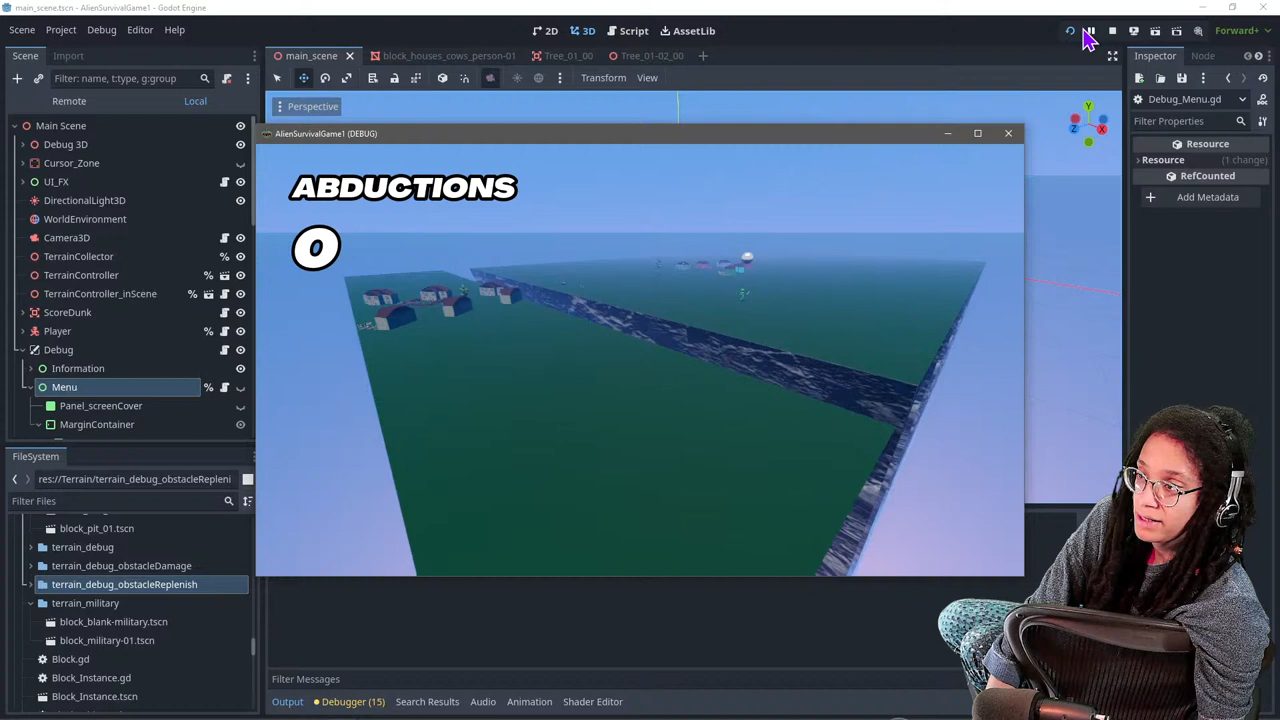 main_scene.tscn - AlienSurvivalGame1 - Godot Engine
Scene Project Debug Editor Help
2D 3D Script AssetLib
Forward+
Scene Import
main_scene block_houses_cows_person-01 Tree_01_00 Tree_01-02_00
Inspector Node
Filter: name, t:type, g:group
Transform View
Remote Local
Perspective
Debug_Menu.gd
Filter Properties
Resource
Resource (1 change)
RefCounted
Add Metadata
Main Scene
Debug 3D
Cursor_Zone
UI_FX
DirectionalLight3D
WorldEnvironment
Camera3D
TerrainCollector
TerrainController
TerrainController_inScene
ScoreDunk
Player
Debug
Information
Menu
Panel_screenCover
MarginContainer
AlienSurvivalGame1 (DEBUG)
ABDUCTIONS
0
Y
Z
X
FileSystem
res://Terrain/terrain_debug_obstacleRepleni
Filter Files
block_pit_01.tscn
terrain_debug
terrain_debug_obstacleDamage
terrain_debug_obstacleReplenish
terrain_military
block_blank-military.tscn
block_military-01.tscn
Block.gd
Block_Instance.gd
Block_Instance.tscn
Filter Messages
Output Debugger (15) Search Results Audio Animation Shader Editor